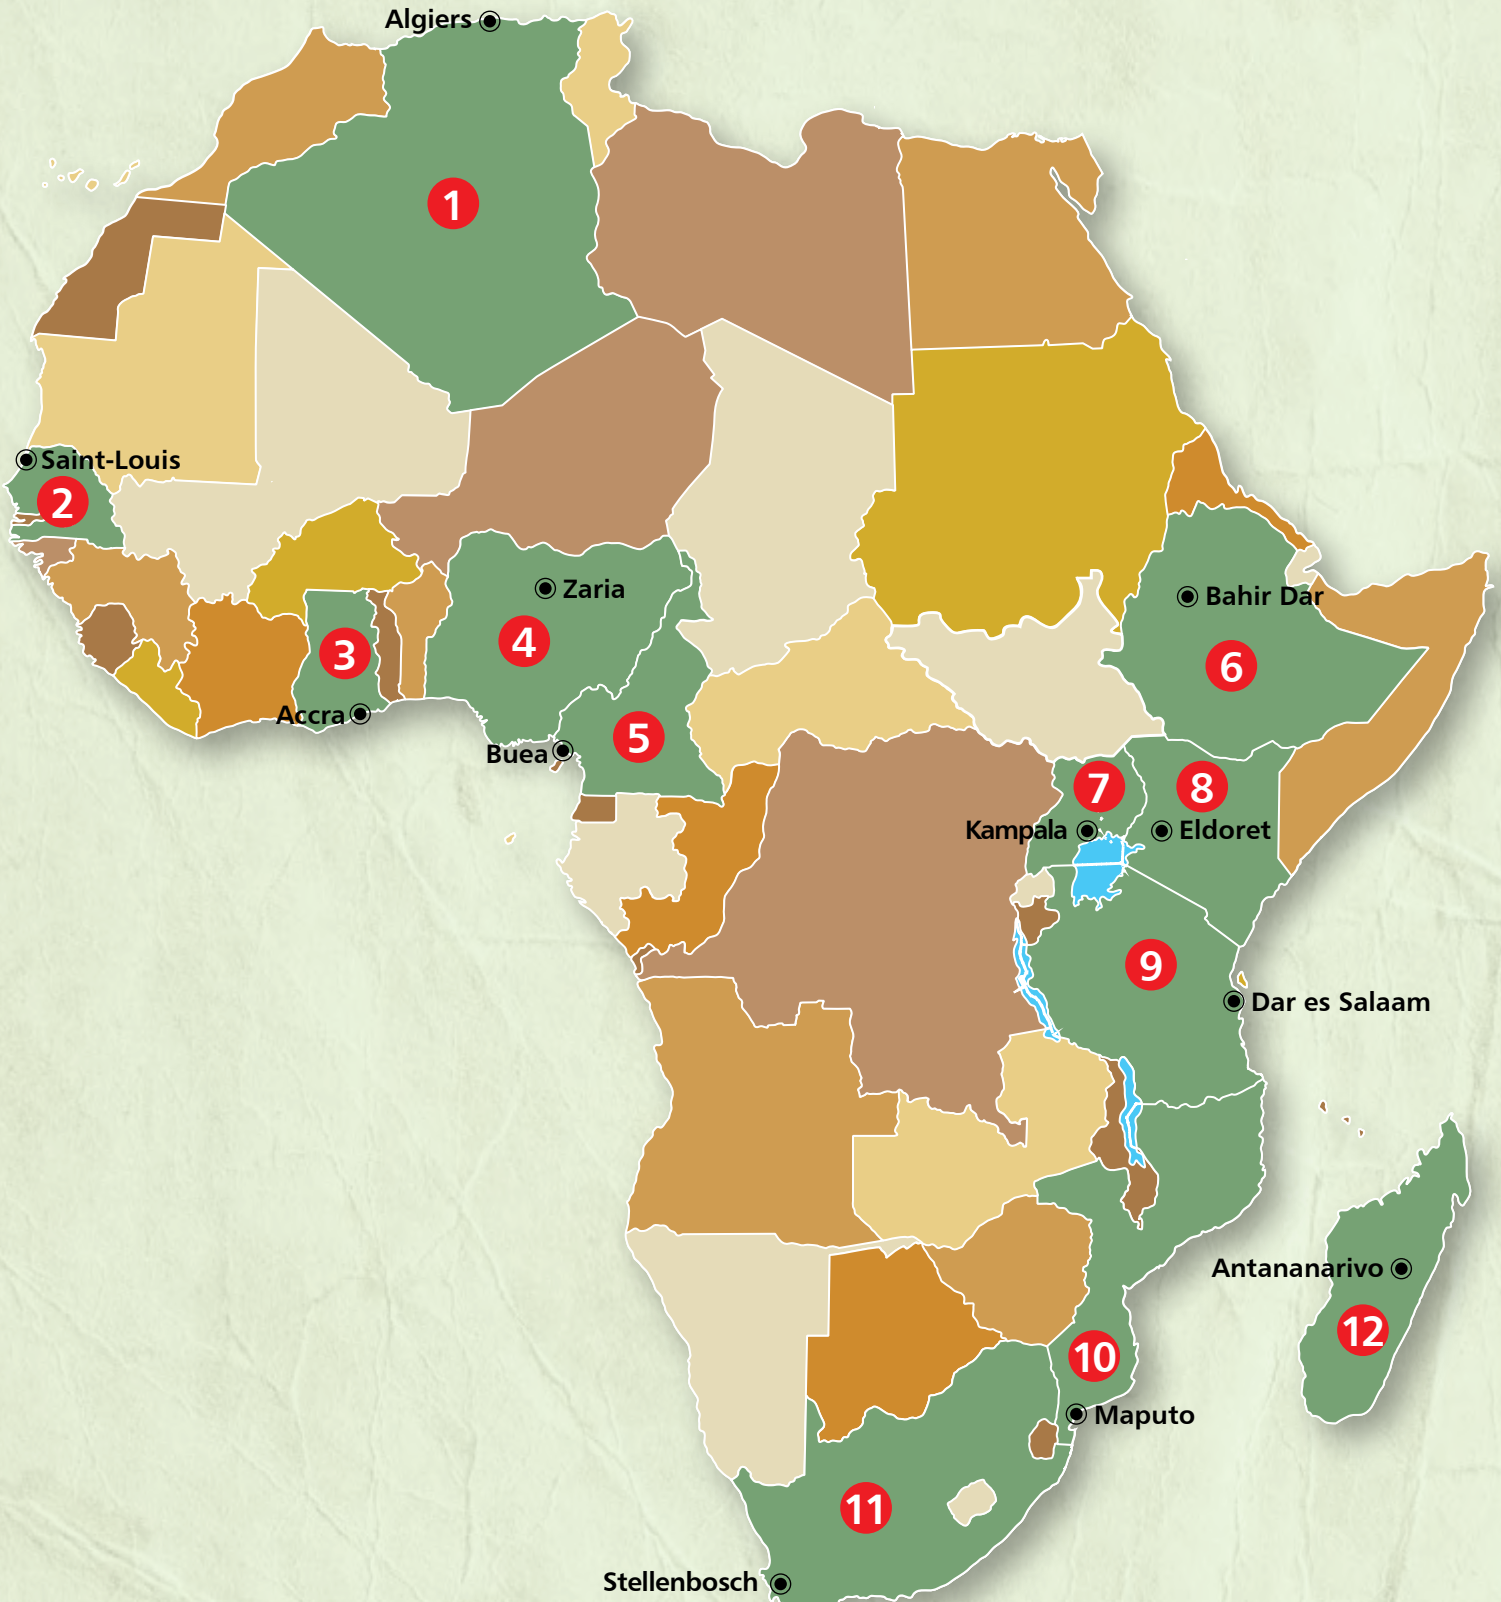 Algiers
1
Saint-Louis
2
Zaria
Bahir Dar
4
3
6
Accra
5
Buea
7
8
Kampala
Eldoret
9
Dar es Salaam
Antananarivo
12
10
Maputo
11
Stellenbosch